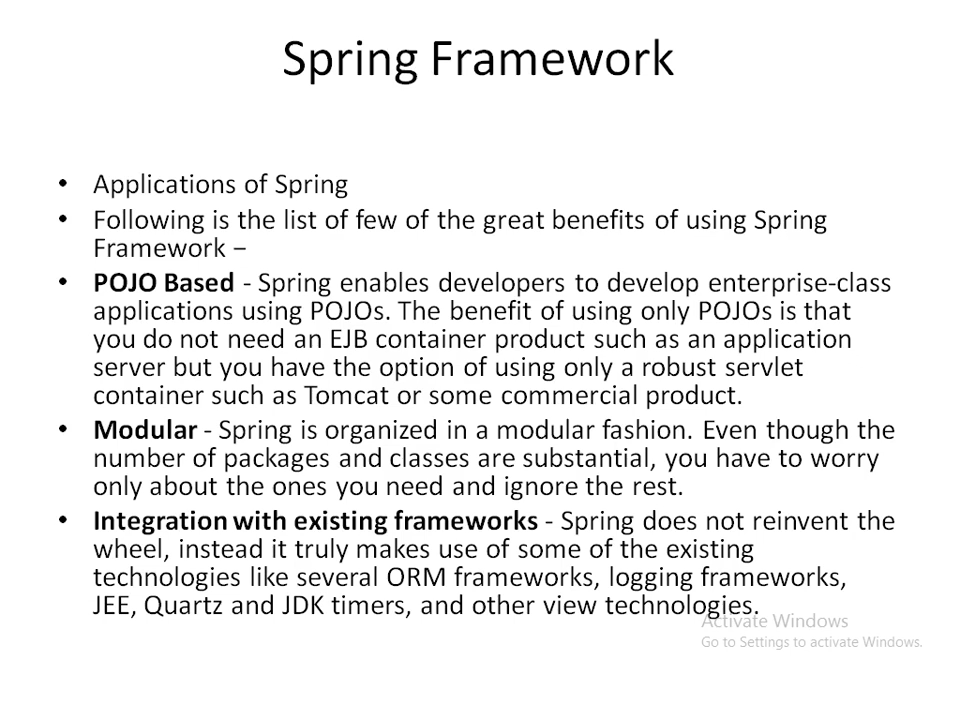 Spring Framework
• Applications of Spring
• Following is the list of few of the great benefits of using Spring
Framework −
• POJO Based - Spring enables developers to develop enterprise-class
applications using POJOs. The benefit of using only POJOs is that
you do not need an EJB container product such as an application
server but you have the option of using only a robust servlet
container such as Tomcat or some commercial product.
• Modular - Spring is organized in a modular fashion. Even though the
number of packages and classes are substantial, you have to worry
only about the ones you need and ignore the rest.
• Integration with existing frameworks - Spring does not reinvent the
wheel, instead it truly makes use of some of the existing
technologies like several ORM frameworks, logging frameworks,
JEE, Quartz and JDK timers, and other view technologies.
Activate Windows
Go to Settings to activate Windows.